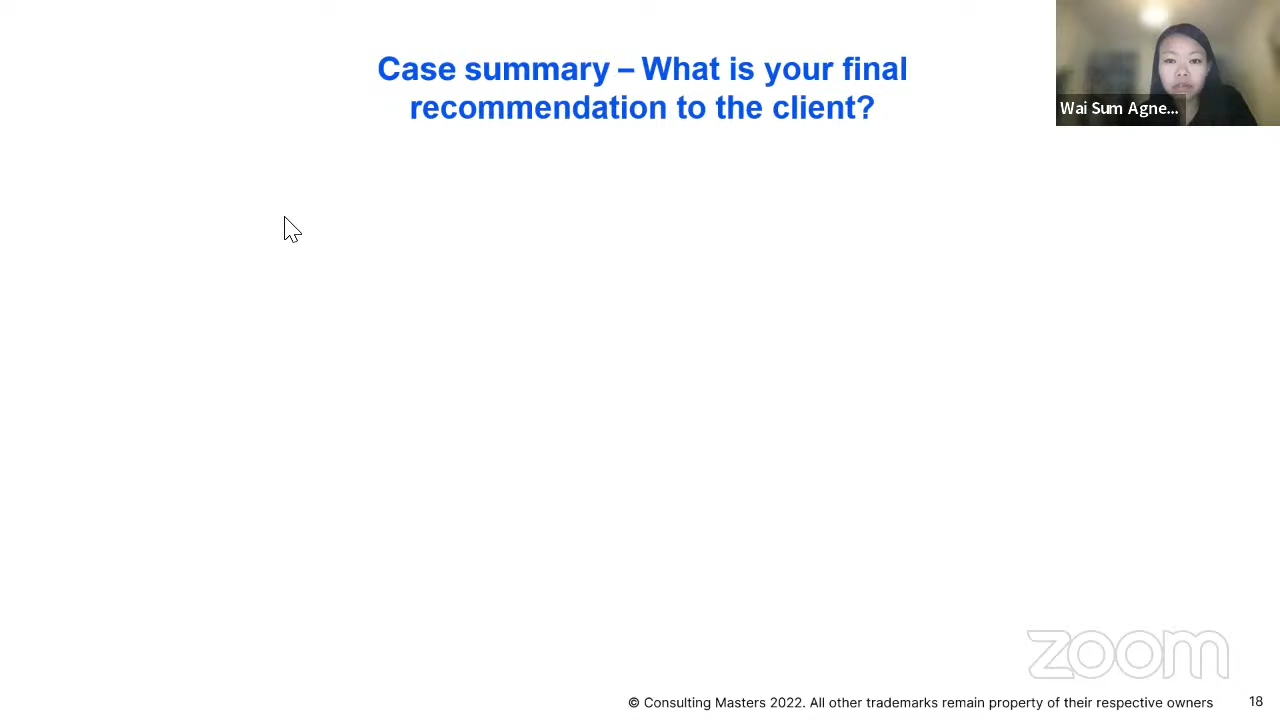 Case summary – What is your final
recommendation to the client?
Wai Sum Agne...
zoom
© Consulting Masters 2022. All other trademarks remain property of their respective owners
18